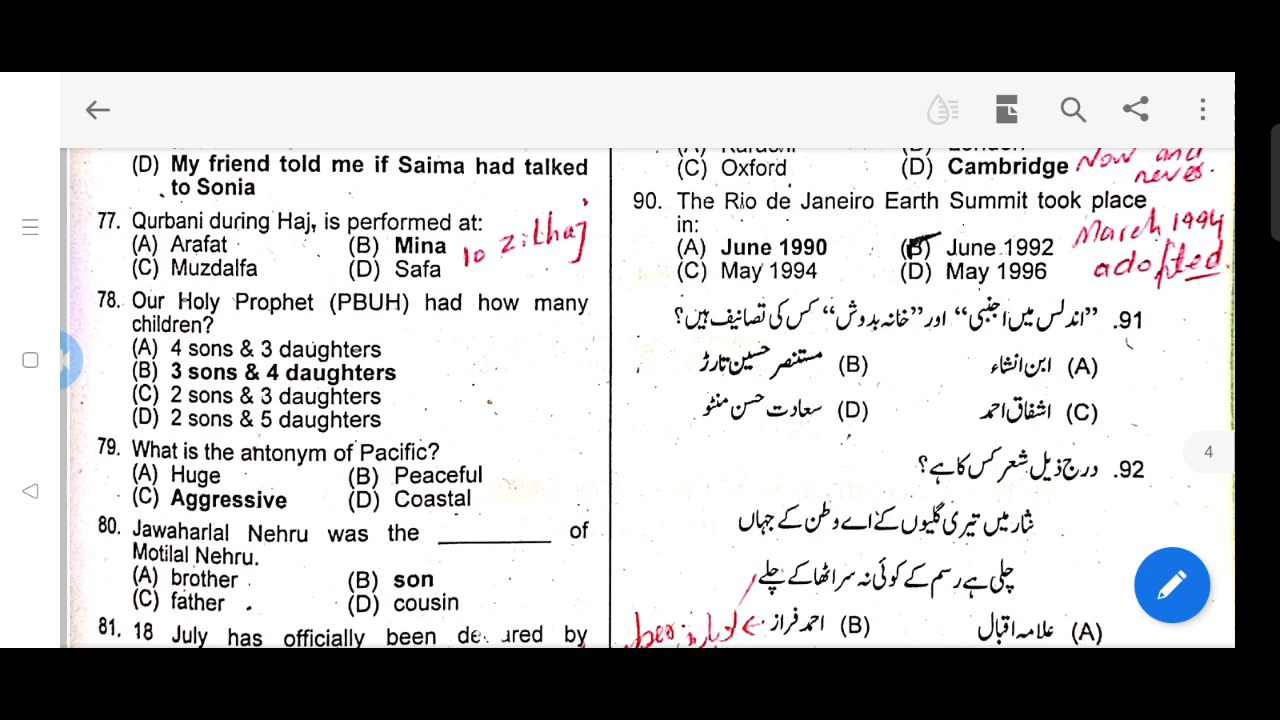 (D) My friend told me if Saima had talked
to Sonia
77. Qurbani during Haj, is performed at:
(A) Arafat (B) Mina
(C) Muzdalfa (D) Safa
10 Zilhaj
78. Our Holy Prophet (PBUH) had how many
children?
(A) 4 sons & 3 daughters
(B) 3 sons & 4 daughters
(C) 2 sons & 3 daughters
(D) 2 sons & 5 daughters
79. What is the antonym of Pacific?
(A) Huge (B) Peaceful
(C) Aggressive (D) Coastal
80. Jawaharlal Nehru was the ________ of
Motilal Nehru.
(A) brother (B) son
(C) father (D) cousin
81. 18 July has officially been by
(C) Oxford (D) Cambridge
Now and
never.
90. The Rio de Janeiro Earth Summit took place
in:
(A) June 1990 (B) June 1992
(C) May 1994 (D) May 1996
March 1994
adopted
91. ”اندلس میں اجنبی“ اور ”خانہ بدوش“ کس کی تصانیف ہیں؟
(A) ابن انشاء (B) مستنصر حسین تارڑ
(C) اشفاق احمد (D) سعادت حسن منٹو
92. درج ذیل شعر کس کا ہے؟
نثار میں تیری گلیوں کے اے وطن کے جہاں
چلی ہے رسم کے کوئی نہ سر اٹھا کے چلے
(A) علامہ اقبال (B) احمد فراز
4